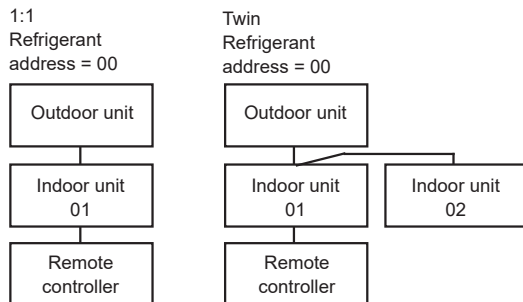 1:1
Refrigerant
address = 00
Outdoor unit
Indoor unit
01
Remote
controller
Twin
Refrigerant
address = 00
Outdoor unit
Indoor unit
01
Indoor unit
02
Remote
controller